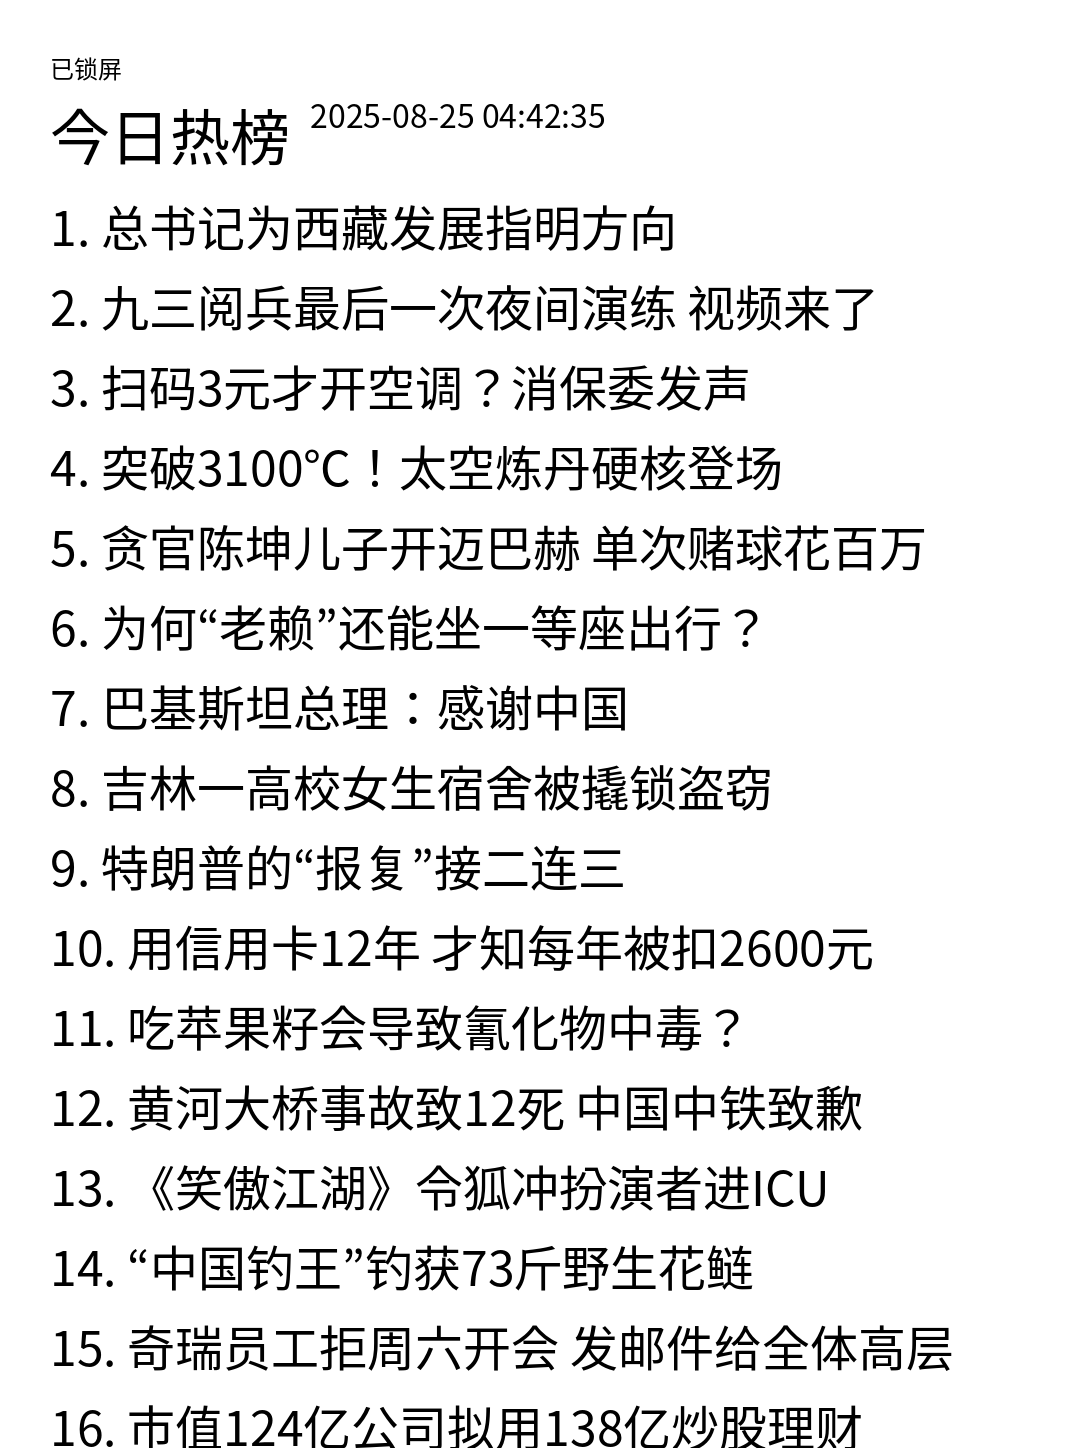 已锁屏
今日热榜 2025-08-25 04:42:35
1. 总书记为西藏发展指明方向
2. 九三阅兵最后一次夜间演练 视频来了
3. 扫码3元才开空调？消保委发声
4. 突破3100℃！太空炼丹硬核登场
5. 贪官陈坤儿子开迈巴赫 单次赌球花百万
6. 为何“老赖”还能坐一等座出行？
7. 巴基斯坦总理：感谢中国
8. 吉林一高校女生宿舍被撬锁盗窃
9. 特朗普的“报复”接二连三
10. 用信用卡12年 才知每年被扣2600元
11. 吃苹果籽会导致氰化物中毒？
12. 黄河大桥事故致12死 中国中铁致歉
13. 《笑傲江湖》令狐冲扮演者进ICU
14. “中国钓王”钓获73斤野生花鲢
15. 奇瑞员工拒周六开会 发邮件给全体高层
16. 市值124亿公司拟用138亿炒股理财